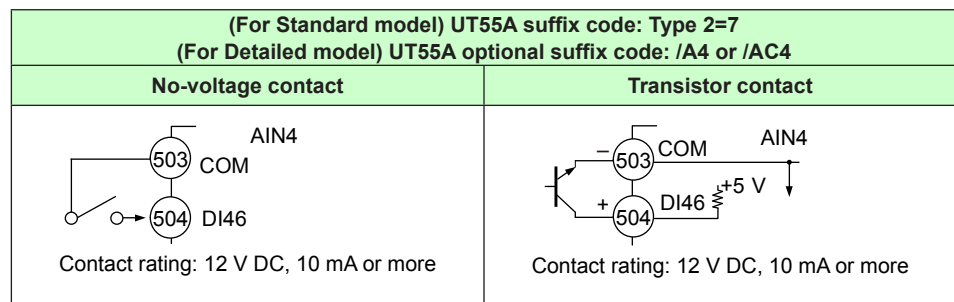 (For Standard model) UT55A suffix code: Type 2=7
(For Detailed model) UT55A optional suffix code: /A4 or /AC4
No-voltage contact
Transistor contact
AIN4
503
COM
504
DI46
Contact rating: 12 V DC, 10 mA or more
AIN4
–
503
COM
+5 V
+
504
DI46
Contact rating: 12 V DC, 10 mA or more